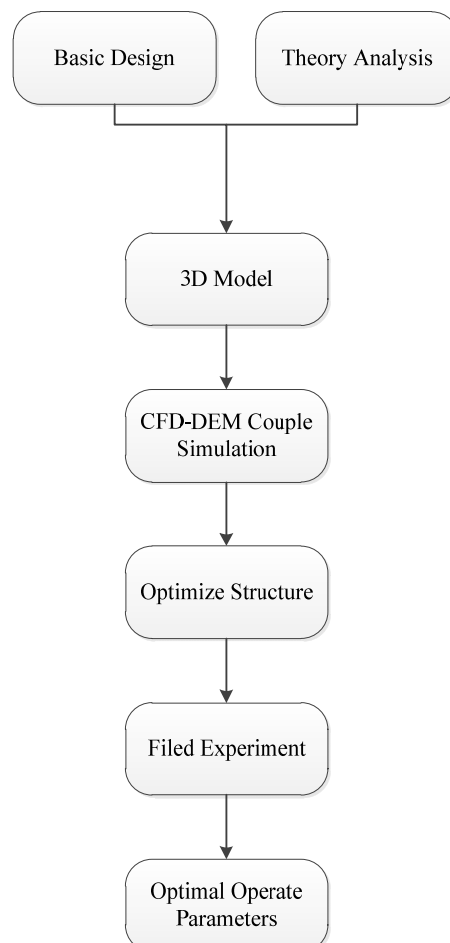 Basic Design
Theory Analysis
3D Model
CFD-DEM Couple
Simulation
Optimize Structure
Filed Experiment
Optimal Operate
Parameters